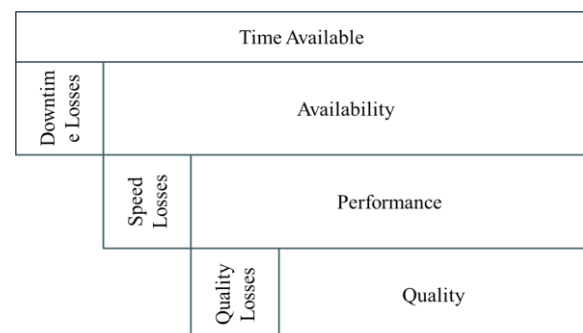 Time Available
Downtim
e Losses
Availability
Speed
Losses
Performance
Quality
Losses
Quality